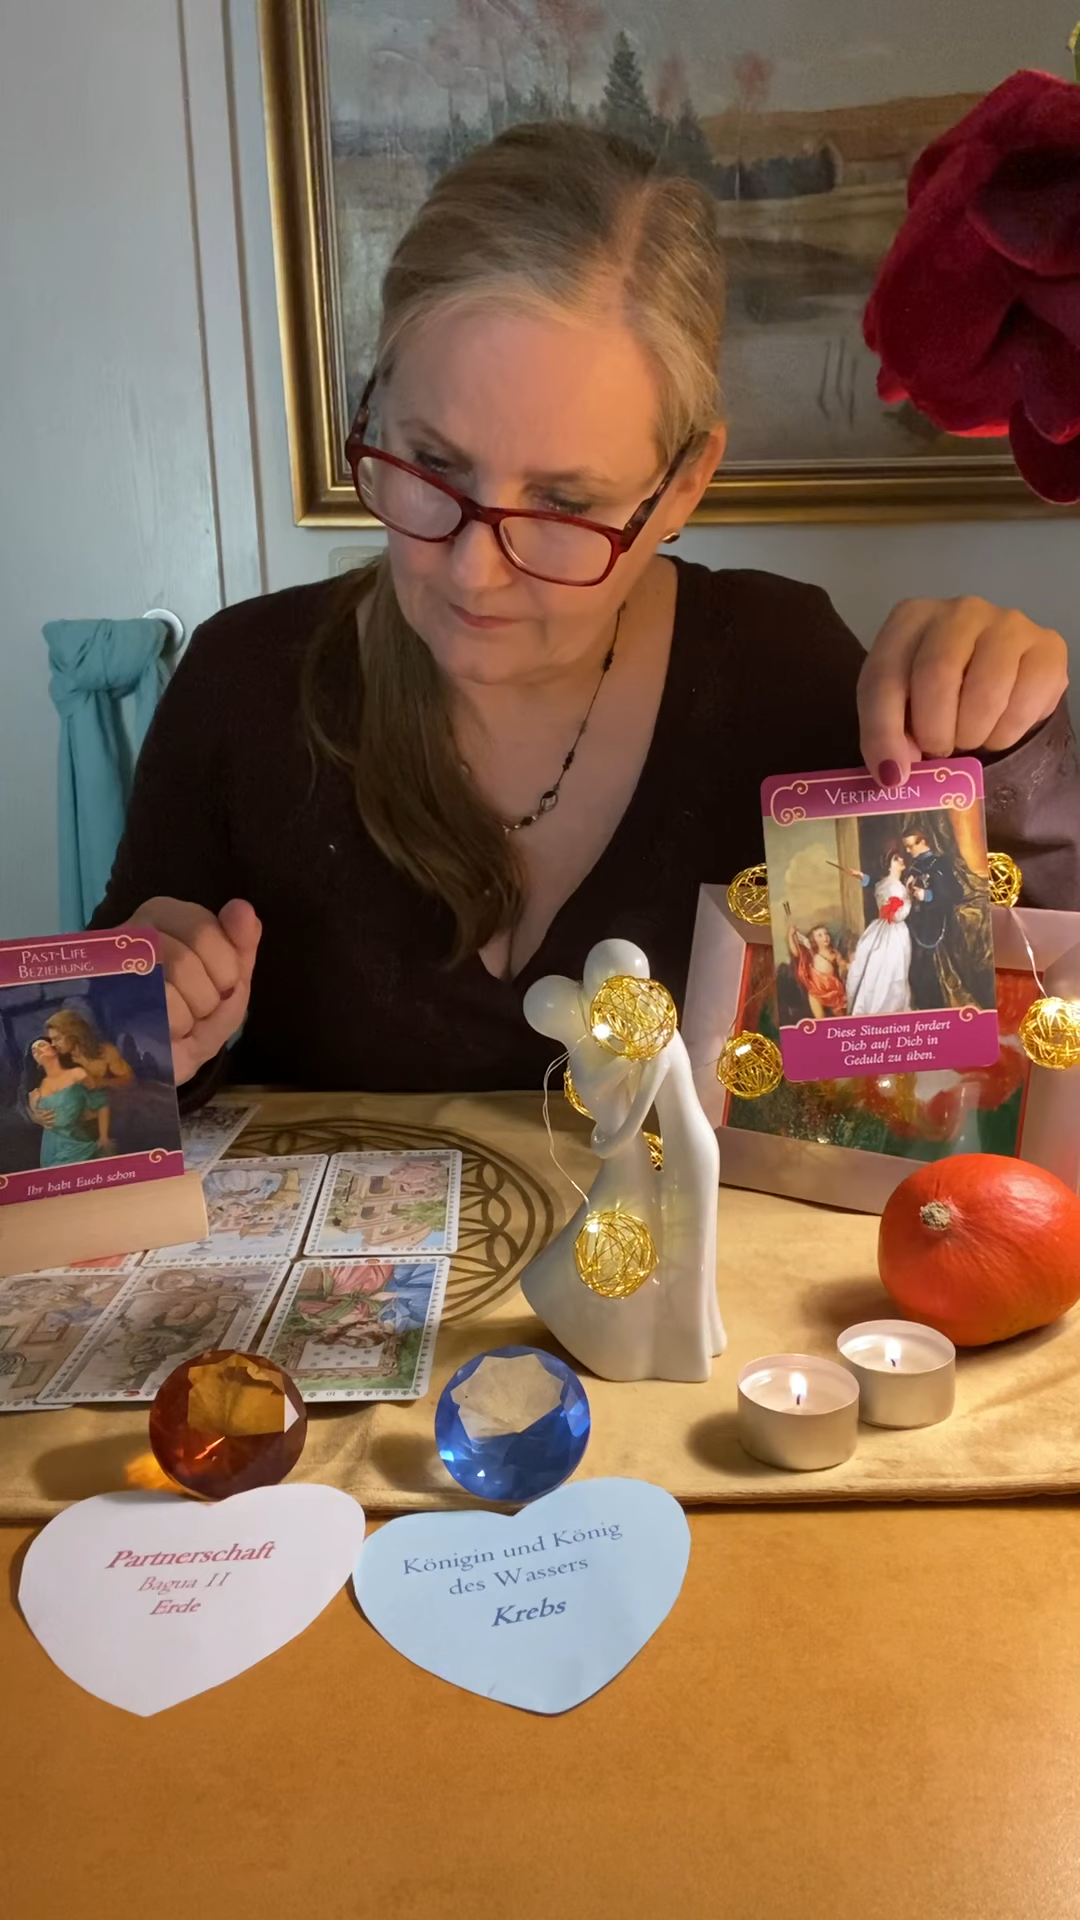 VERTRAUEN
Diese Situation fordert
Dich auf, Dich in
Geduld zu üben.
PAST-LIFE
BEZIEHUNG
Ihr habt Euch schon
Partnerschaft
Bagua II
Erde
Königin und König
des Wassers
Krebs